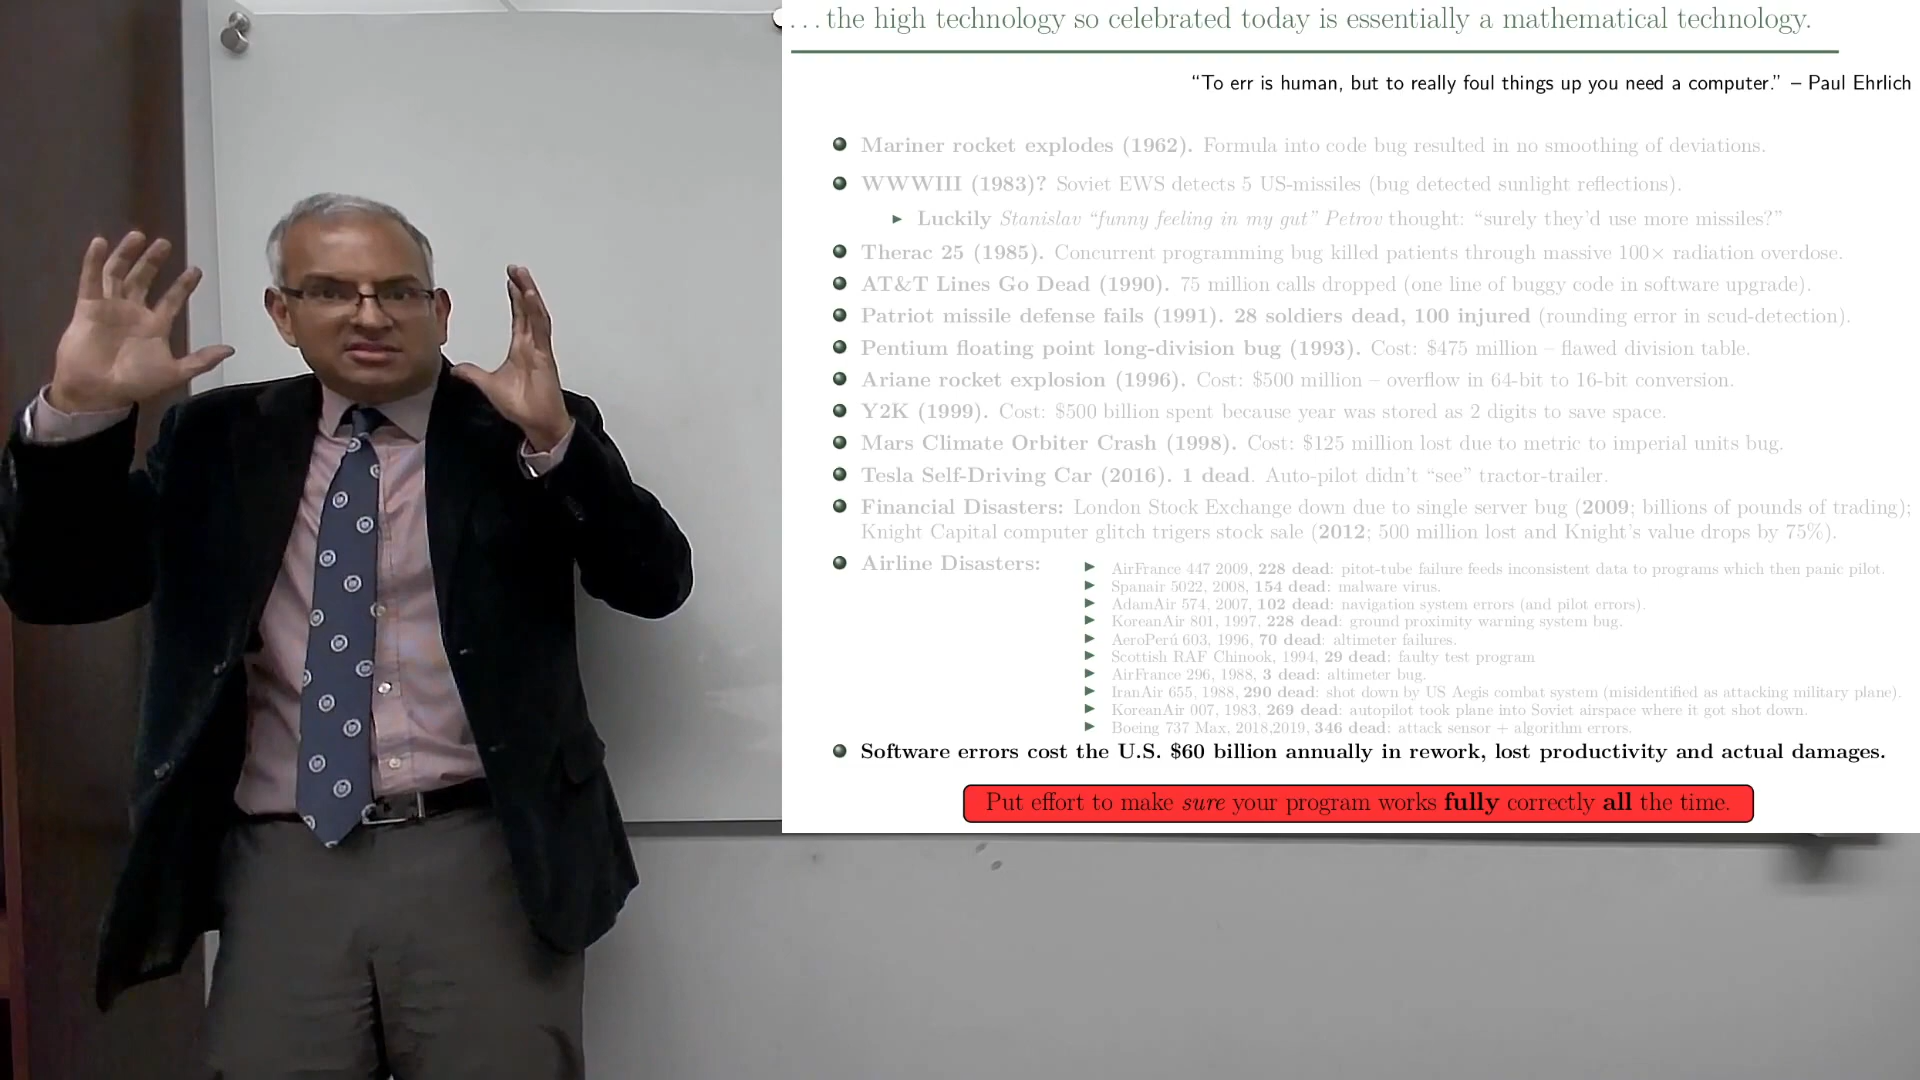 ...the high technology so celebrated today is essentially a mathematical technology.
“To err is human, but to really foul things up you need a computer.” – Paul Ehrlich
Mariner rocket explodes (1962). Formula into code bug resulted in no smoothing of deviations.
WWWIII (1983)? Soviet EWS detects 5 US-missiles (bug detected sunlight reflections).
Luckily Stanislav “funny feeling in my gut” Petrov thought: “surely they’d use more missiles?”
Therac 25 (1985). Concurrent programming bug killed patients through massive 100× radiation overdose.
AT&T Lines Go Dead (1990). 75 million calls dropped (one line of buggy code in software upgrade).
Patriot missile defense fails (1991). 28 soldiers dead, 100 injured (rounding error in scud-detection).
Pentium floating point long-division bug (1993). Cost: $475 million – flawed division table.
Ariane rocket explosion (1996). Cost: $500 million – overflow in 64-bit to 16-bit conversion.
Y2K (1999). Cost: $500 billion spent because year was stored as 2 digits to save space.
Mars Climate Orbiter Crash (1998). Cost: $125 million lost due to metric to imperial units bug.
Tesla Self-Driving Car (2016). 1 dead. Auto-pilot didn’t “see” tractor-trailer.
Financial Disasters: London Stock Exchange down due to single server bug (2009; billions of pounds of trading);
Knight Capital computer glitch trigers stock sale (2012; 500 million lost and Knight’s value drops by 75%).
Airline Disasters:
AirFrance 447 2009, 228 dead: pitot-tube failure feeds inconsistent data to programs which then panic pilot.
Spanair 5022, 2008, 154 dead: malware virus.
AdamAir 574, 2007, 102 dead: navigation system errors (and pilot errors).
KoreanAir 801, 1997, 228 dead: ground proximity warning system bug.
AeroPerú 603, 1996, 70 dead: altimeter failures.
Scottish RAF Chinook, 1994, 29 dead: faulty test program
AirFrance 296, 1988, 3 dead: altimeter bug.
IranAir 655, 1988, 290 dead: shot down by US Aegis combat system (misidentified as attacking military plane).
KoreanAir 007, 1983, 269 dead: autopilot took plane into Soviet airspace where it got shot down.
Boeing 737 Max, 2018,2019, 346 dead: attack sensor + algorithm errors.
Software errors cost the U.S. $60 billion annually in rework, lost productivity and actual damages.
Put effort to make sure your program works fully correctly all the time.